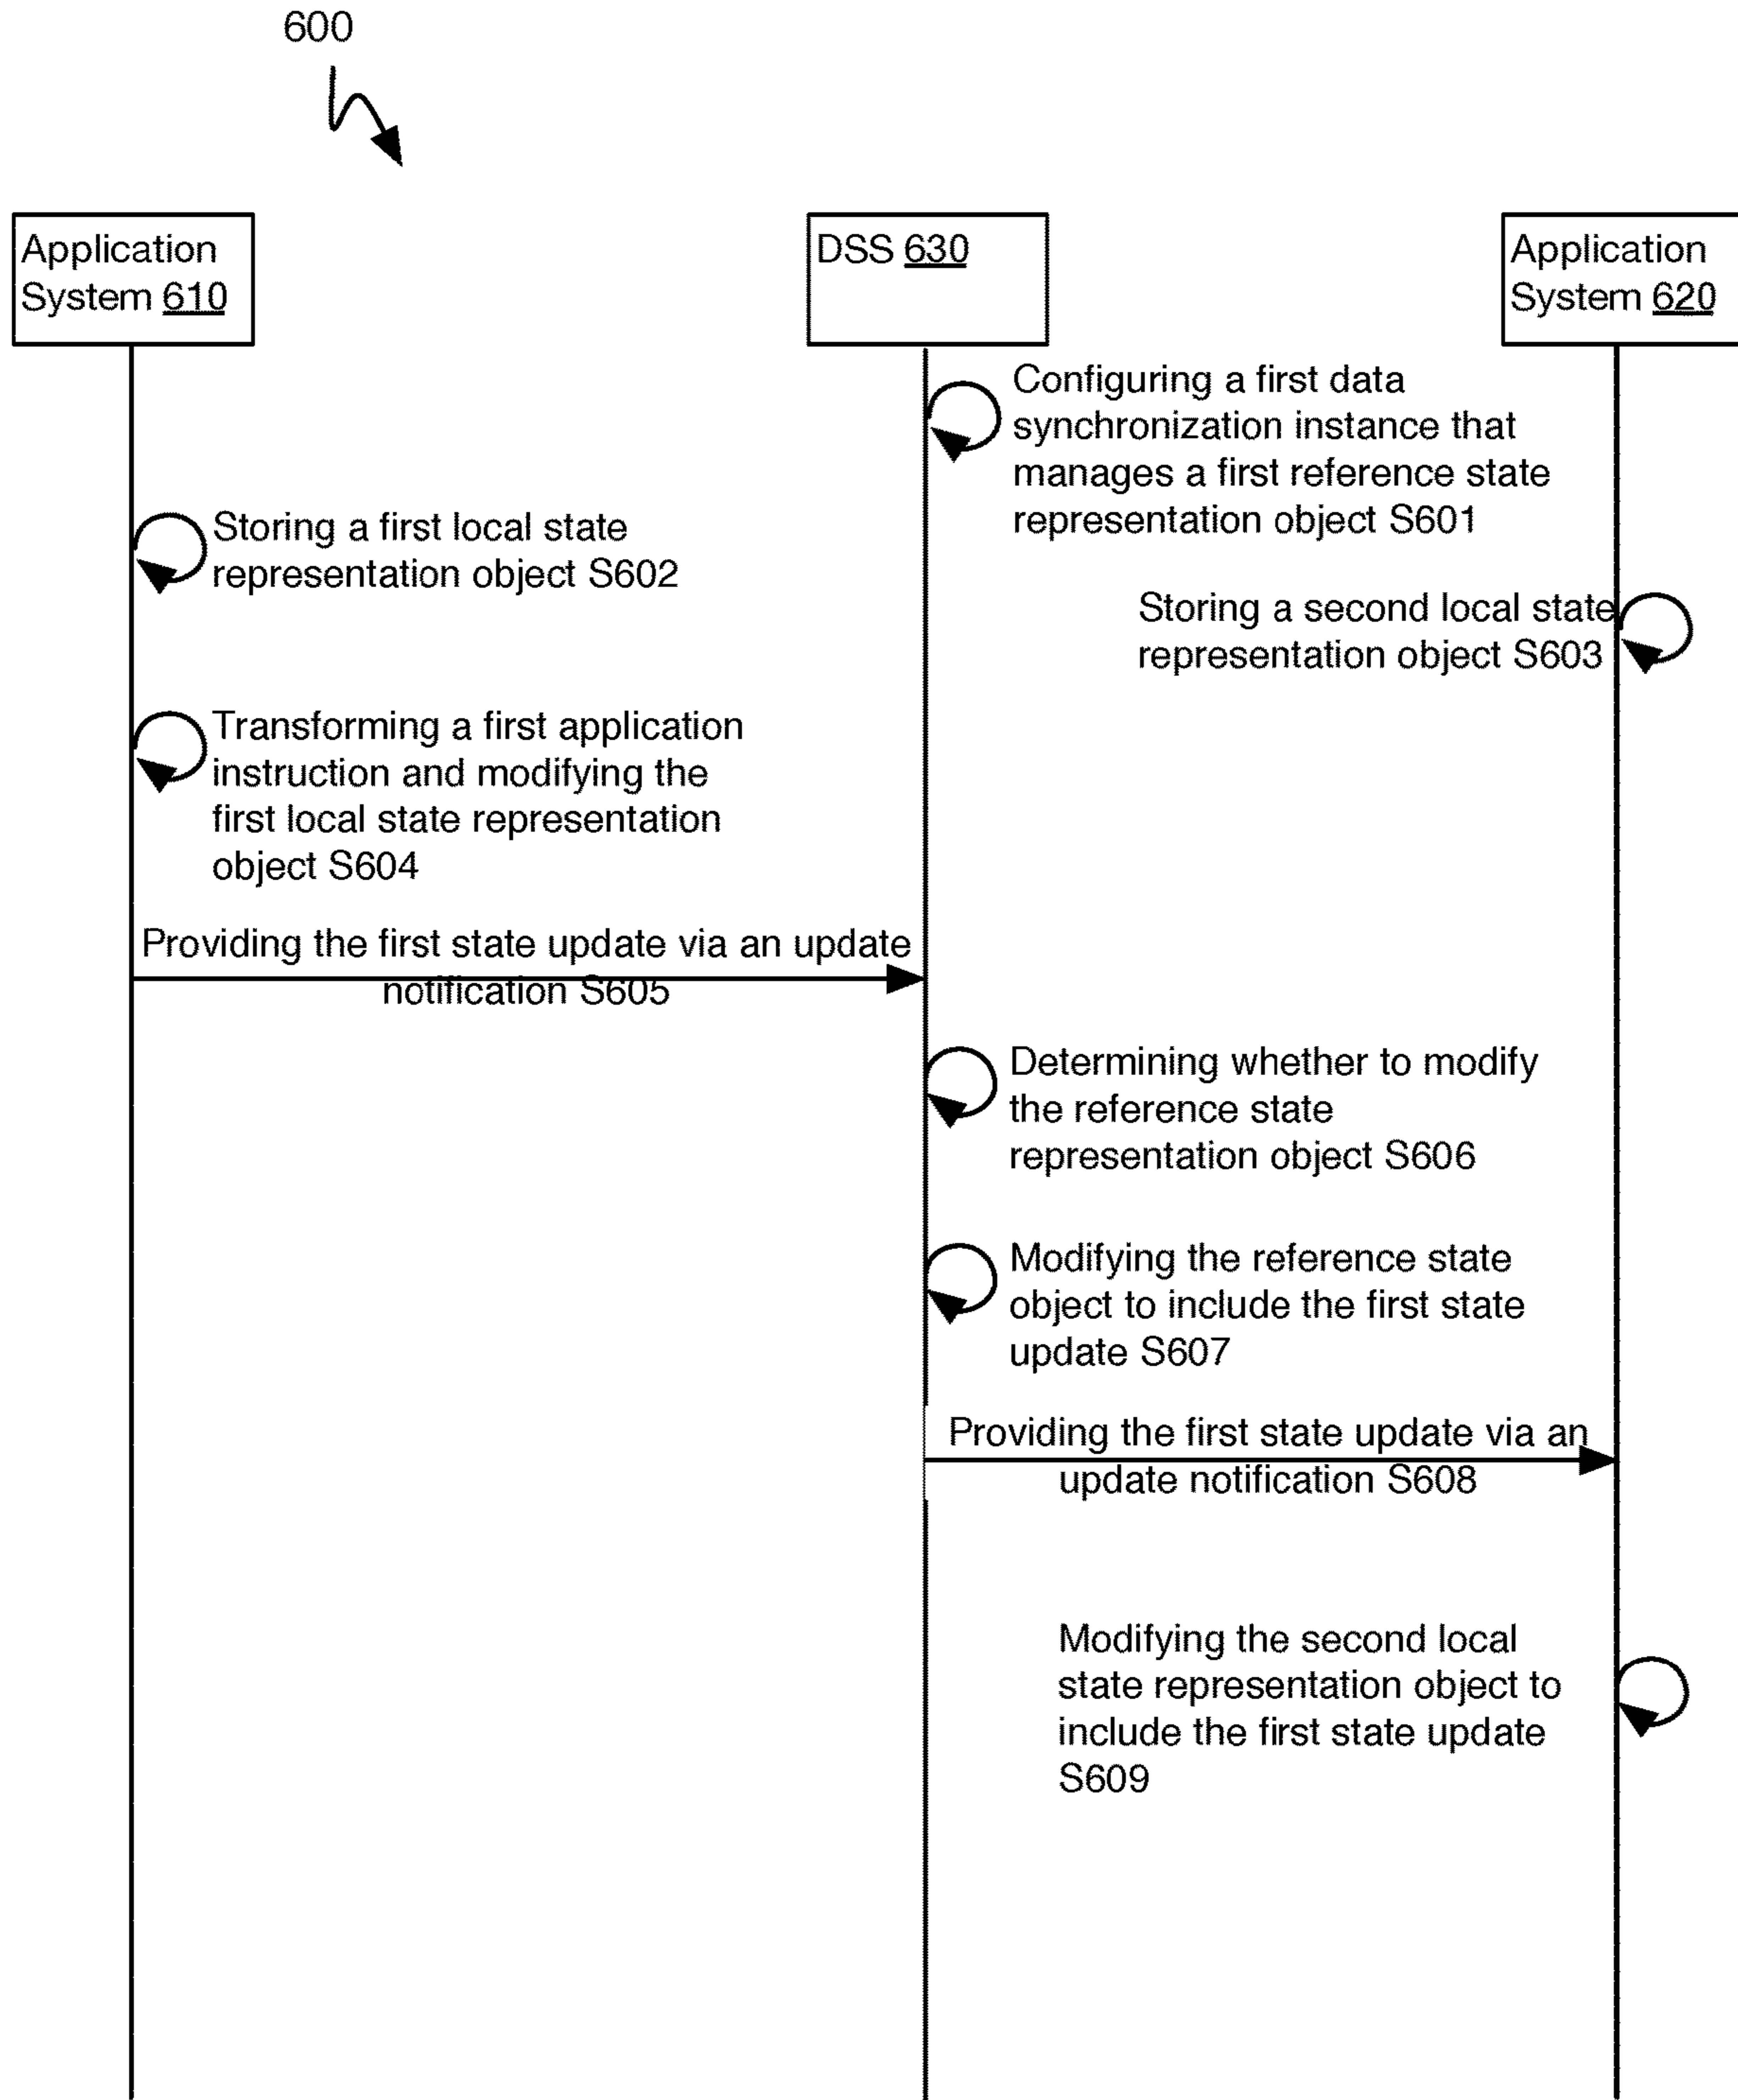 600
Application
System 610
DSS 630
Application
System 620
Configuring a first data
synchronization instance that
manages a first reference state
representation object S601
Storing a first local state
representation object S602
Storing a second local state
representation object S603
Transforming a first application
instruction and modifying the
first local state representation
object S604
Providing the first state update via an update
notification S605
Determining whether to modify
the reference state
representation object S606
Modifying the reference state
object to include the first state
update S607
Providing the first state update via an
update notification S608
Modifying the second local
state representation object to
include the first state update
S609